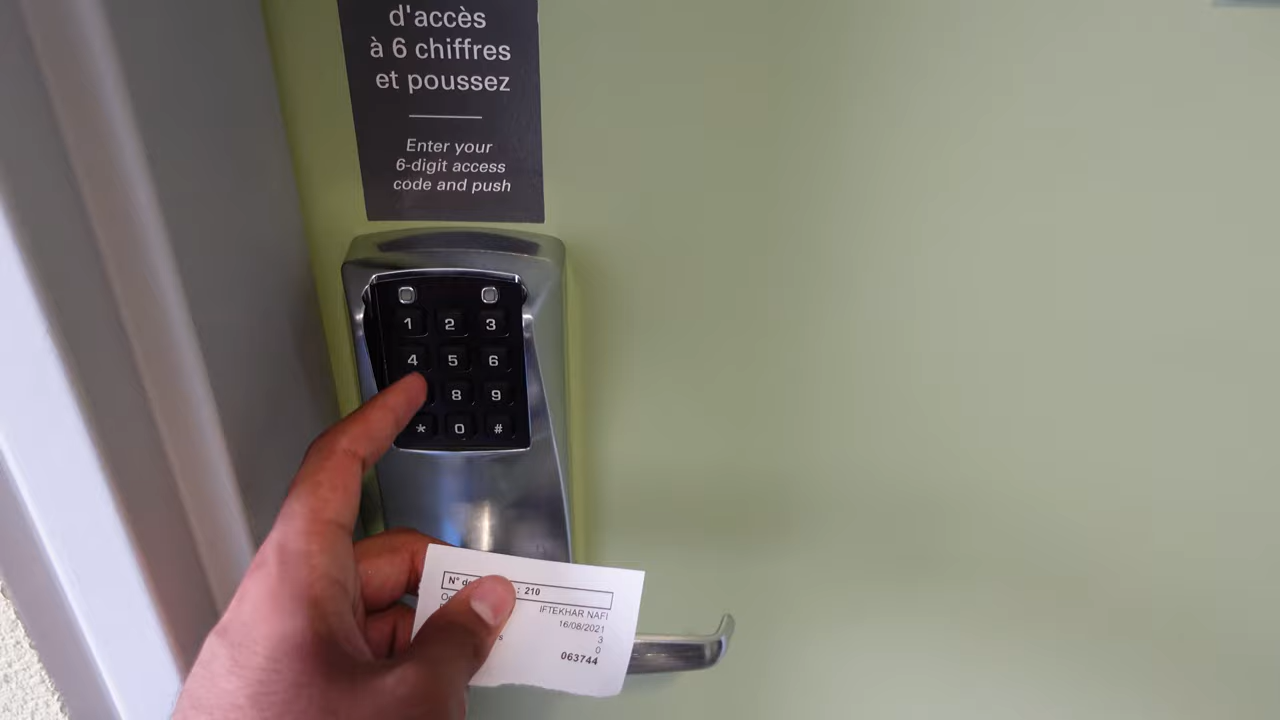 d'accès
à 6 chiffres
et poussez
Enter your
6-digit access
code and push
1 2 3
4 5 6
8 9
* 0 #
N° : 210
IFTEKHAR NAFI
16/08/2021
3
0
063744